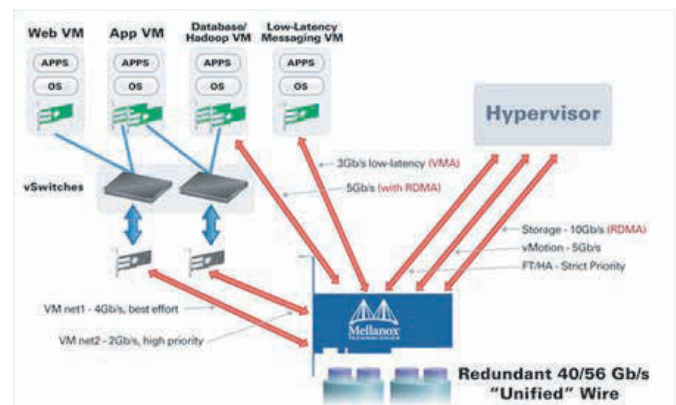 Web VM
App VM
Database/
Hadoop VM
Low-Latency
Messaging VM
APPS
APPS
APPS
APPS
OS
OS
OS
OS
Hypervisor
3Gb/s low-latency (VMA)
5Gb/s (with RDMA)
vSwitches
Storage - 10Gb/s (RDMA)
vMotion - 5Gb/s
FT/HA - Strict Priority
VM net1 - 4Gb/s, best effort
VM net2 - 2Gb/s, high priority
Mellanox
Redundant 40/56 Gb/s
"Unified" Wire